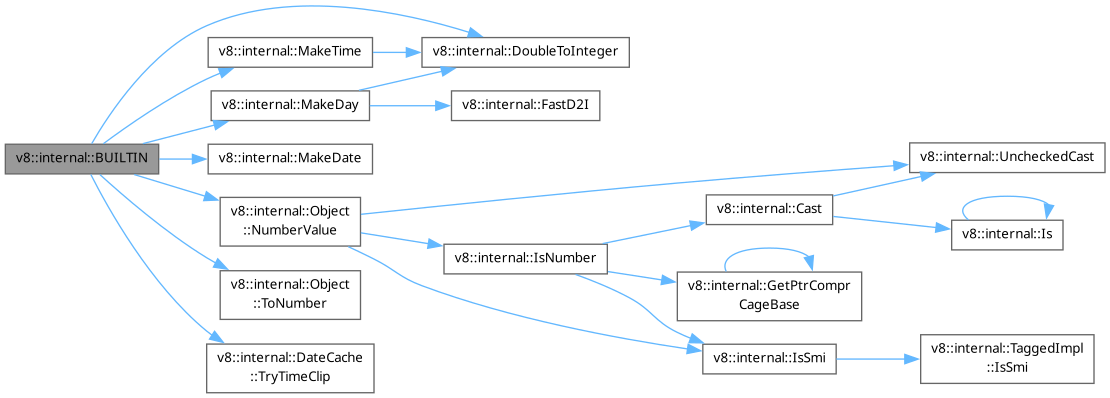 v8::internal::BUILTIN
v8::internal::MakeTime
v8::internal::DoubleToInteger
v8::internal::MakeDay
v8::internal::FastD2I
v8::internal::MakeDate
v8::internal::Object
::NumberValue
v8::internal::UncheckedCast
v8::internal::Cast
v8::internal::Is
v8::internal::IsNumber
v8::internal::GetPtrCompr
CageBase
v8::internal::Object
::ToNumber
v8::internal::IsSmi
v8::internal::TaggedImpl
::IsSmi
v8::internal::DateCache
::TryTimeClip